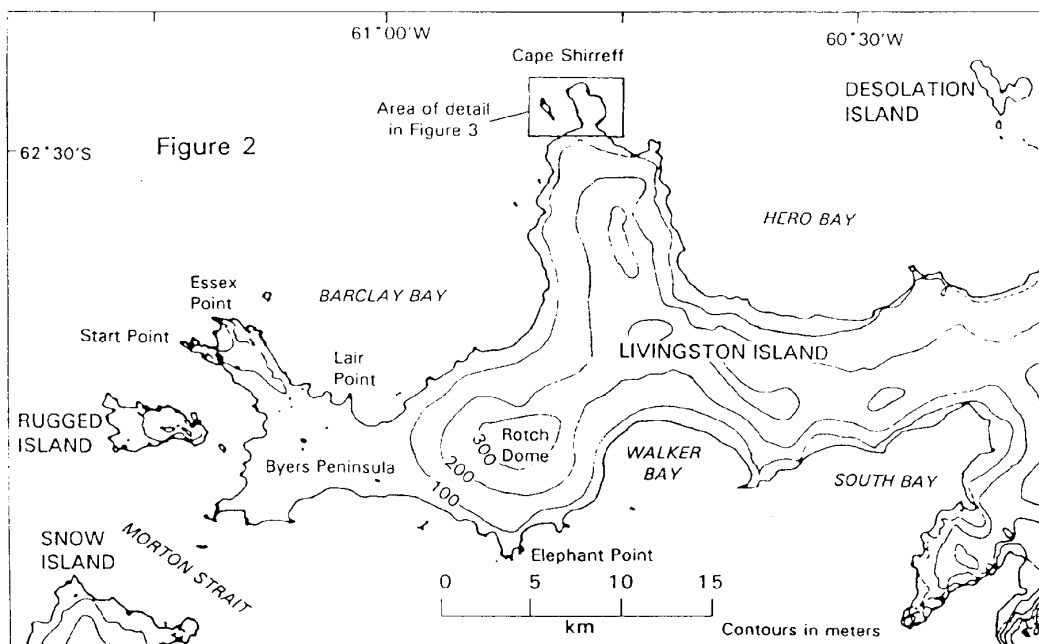 61°00'W
60°30'W
Cape Shirreff
DESOLATION
ISLAND
Area of detail
in Figure 3
62°30'S
Figure 2
HERO BAY
Essex
Point
BARCLAY BAY
Start Point
Lair
Point
LIVINGSTON ISLAND
RUGGED
ISLAND
Rotch
Dome
300
200
100
Byers Peninsula
WALKER
BAY
SOUTH BAY
SNOW
ISLAND
MORTON STRAIT
Elephant Point
0 5 10 15
km
Contours in meters